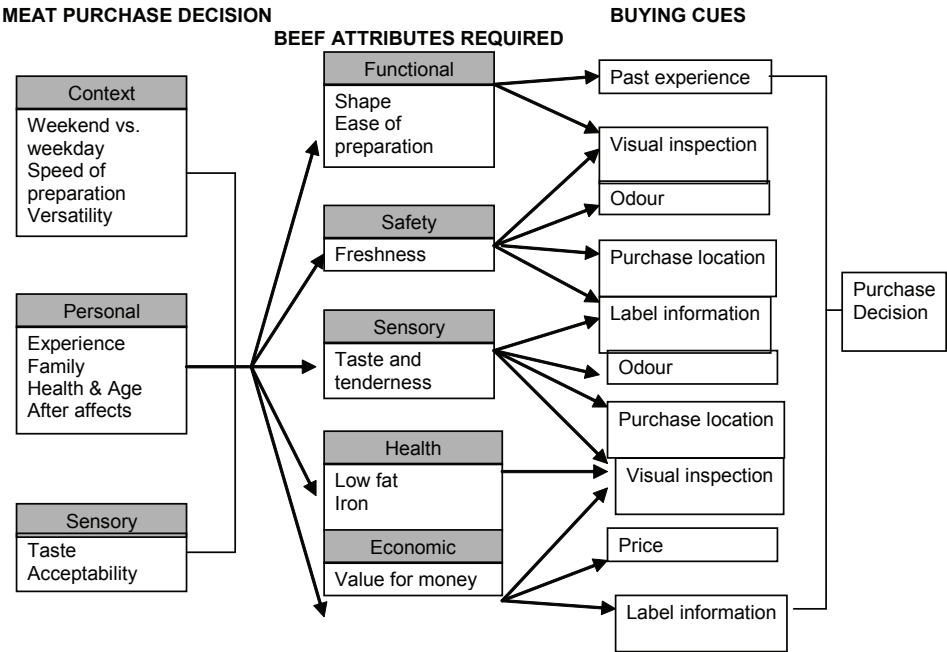 MEAT PURCHASE DECISION
BEEF ATTRIBUTES REQUIRED
BUYING CUES
Context
Weekend vs.
weekday
Speed of
preparation
Versatility
Personal
Experience
Family
Health & Age
After affects
Sensory
Taste
Acceptability
Functional
Shape
Ease of
preparation
Safety
Freshness
Sensory
Taste and
tenderness
Health
Low fat
Iron
Economic
Value for money
Past experience
Visual inspection
Odour
Purchase location
Label information
Odour
Purchase location
Visual inspection
Price
Label information
Purchase
Decision